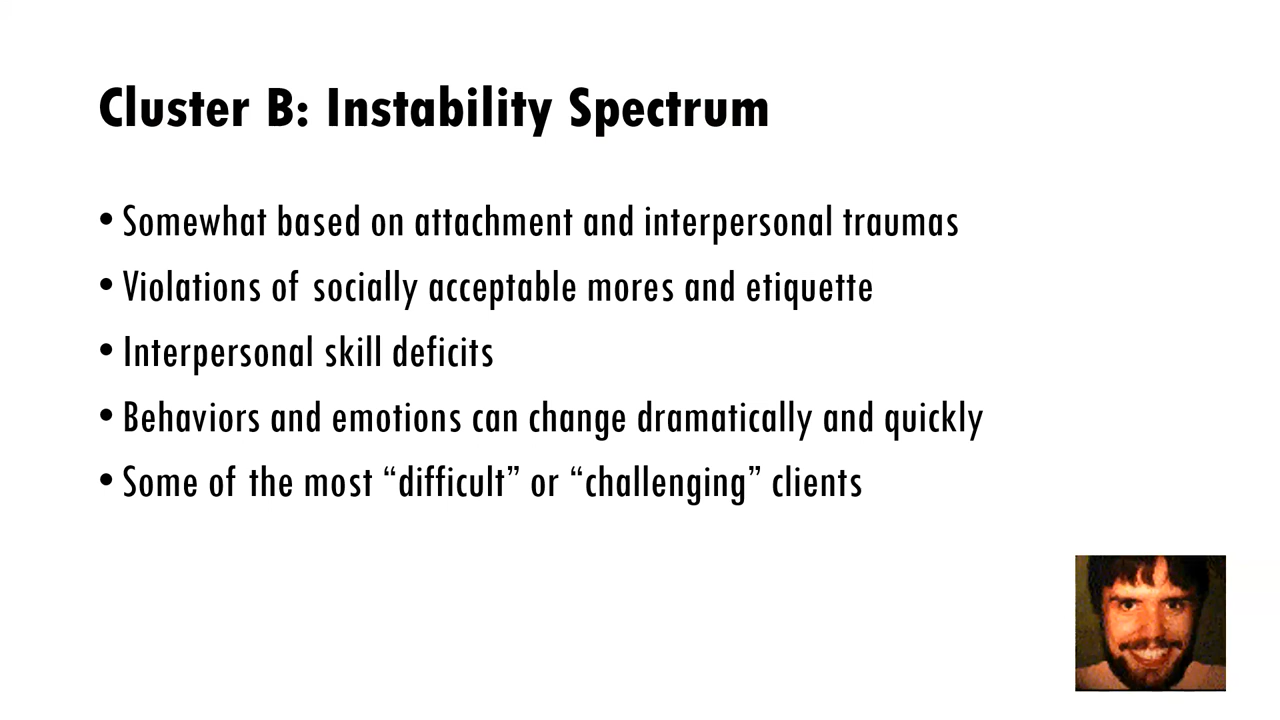 Cluster B: Instability Spectrum
• Somewhat based on attachment and interpersonal traumas
• Violations of socially acceptable mores and etiquette
• Interpersonal skill deficits
• Behaviors and emotions can change dramatically and quickly
• Some of the most “difficult” or “challenging” clients